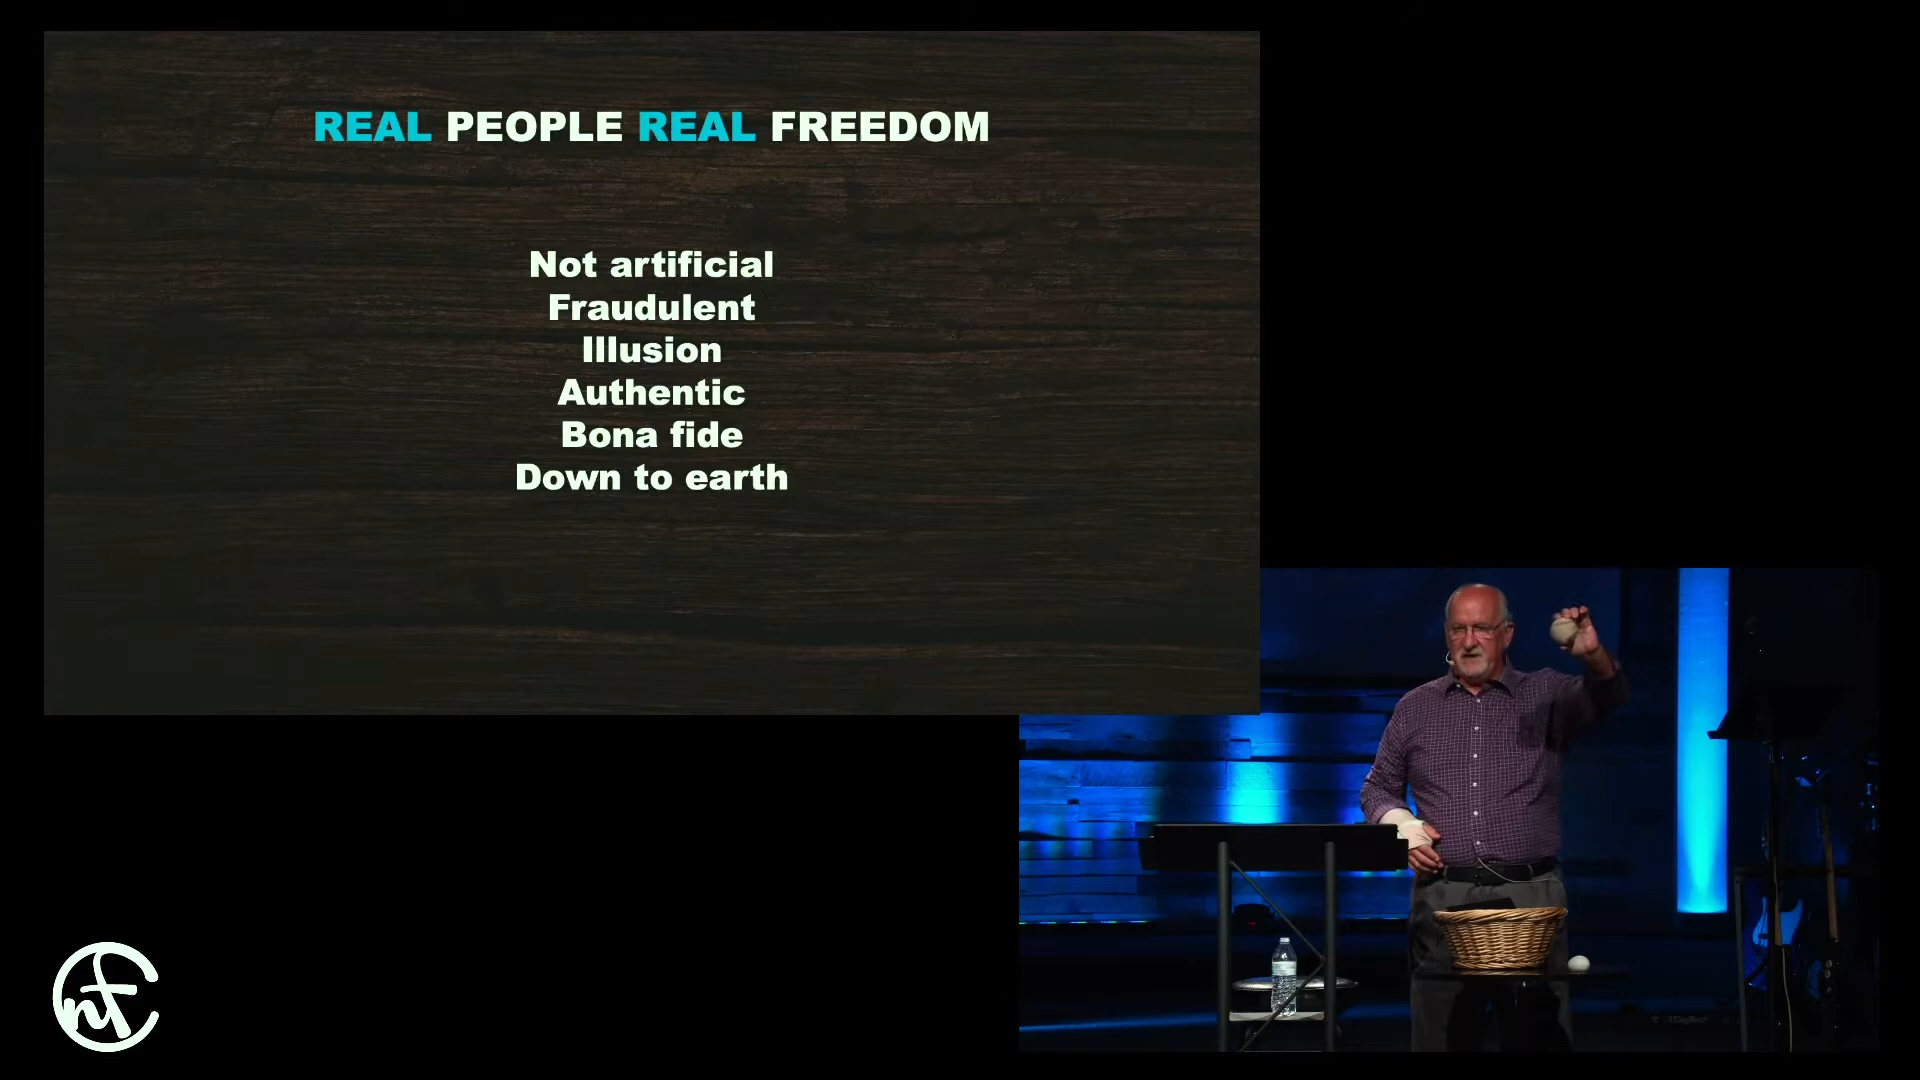 REAL PEOPLE REAL FREEDOM
Not artificial
Fraudulent
Illusion
Authentic
Bona fide
Down to earth